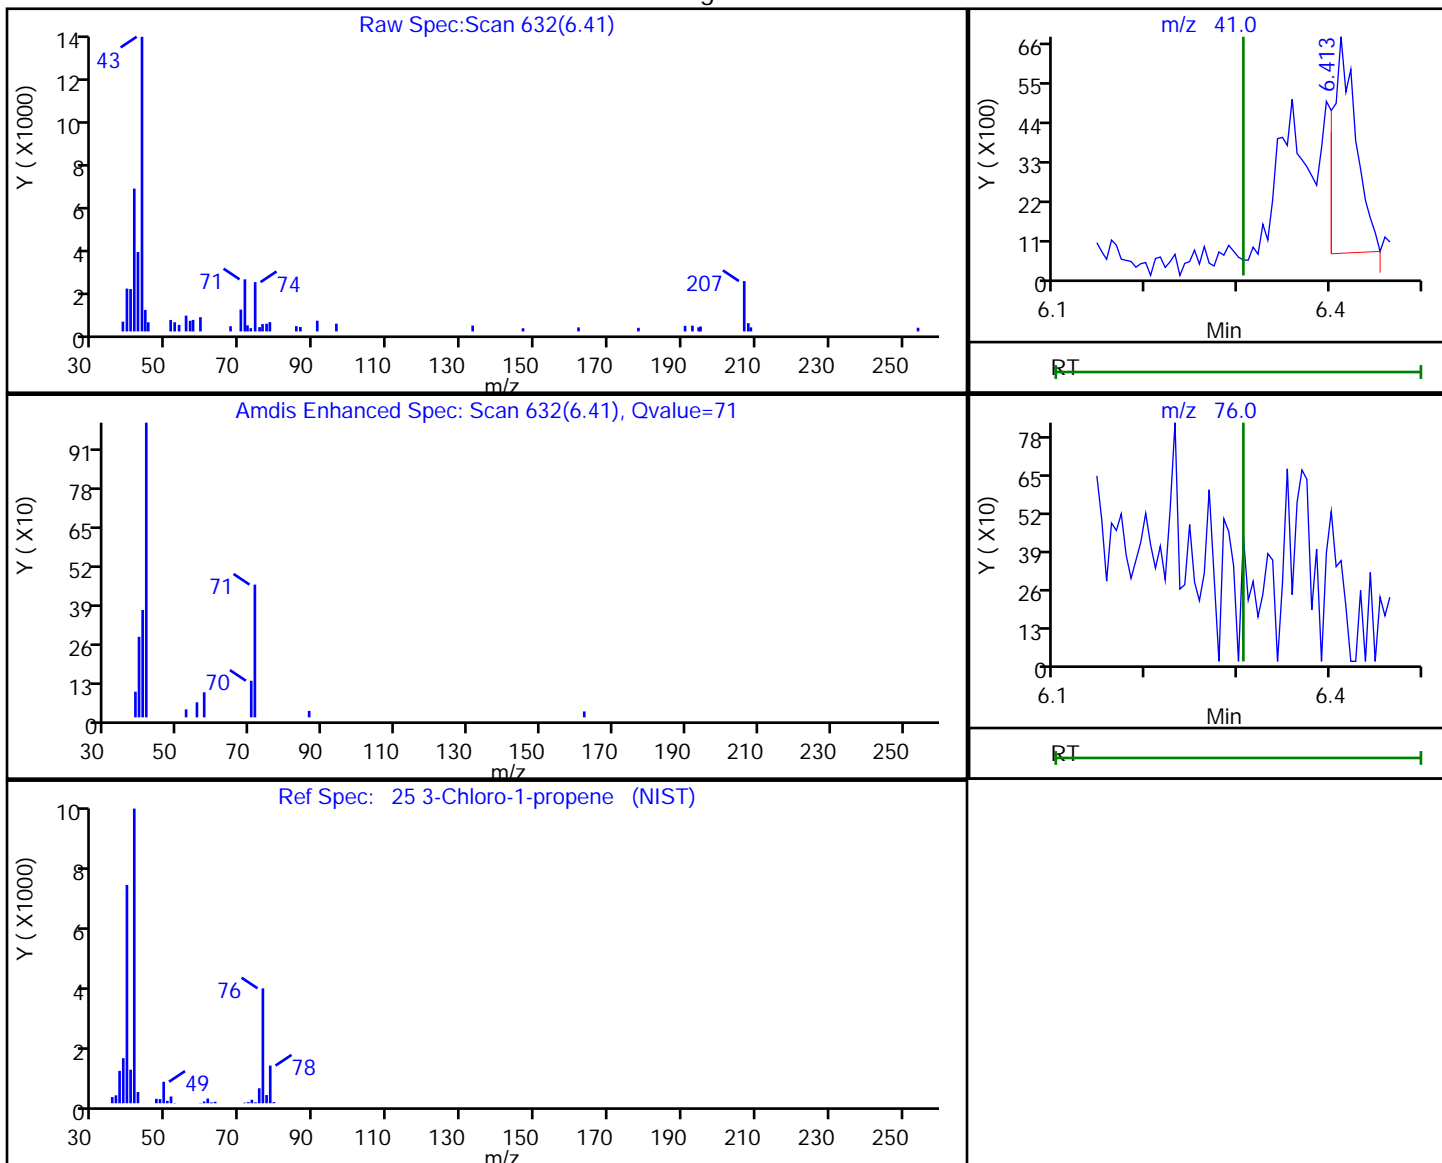 Raw Spec:Scan 632(6.41)
Y ( X1000)
14
12
10
8
6
4
2
0
43
71
74
207
30 50 70 90 110 130 150 170 190 210 230 250
m/z
m/z 41.0
Y ( X100)
66
55
44
33
22
11
0
6.413
6.1 6.4
Min
RT
Amdis Enhanced Spec: Scan 632(6.41), Qvalue=71
Y ( X10)
91
78
65
52
39
26
13
0
71
70
30 50 70 90 110 130 150 170 190 210 230 250
m/z
m/z 76.0
Y ( X10)
78
65
52
39
26
13
0
6.1 6.4
Min
RT
Ref Spec: 25 3-Chloro-1-propene (NIST)
Y ( X1000)
10
8
6
4
2
0
76
49
78
30 50 70 90 110 130 150 170 190 210 230 250
m/z